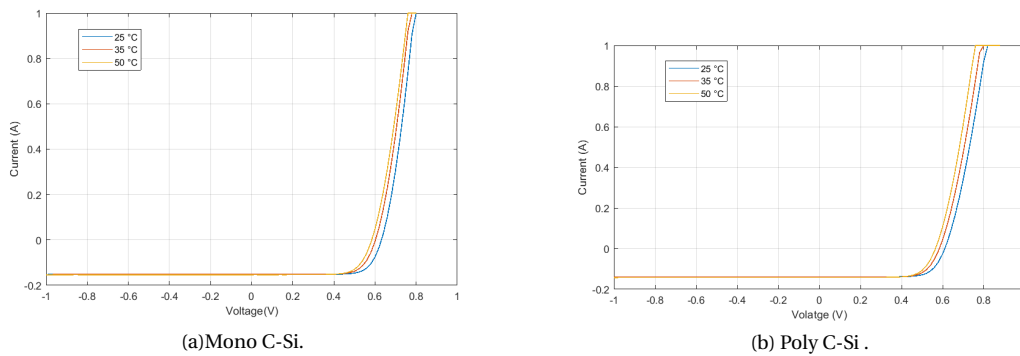 1
0.8
0.6
0.4
0.2
0
-0.2
Current (A)
25 °C
35 °C
50 °C
-1 -0.8 -0.6 -0.4 -0.2 0 0.2 0.4 0.6 0.8 1
Voltage(V)
(a)Mono C-Si.
1
0.8
0.6
0.4
0.2
0
-0.2
Current (A)
25 °C
35 °C
50 °C
-1 -0.8 -0.6 -0.4 -0.2 0 0.2 0.4 0.6 0.8
Volatge (V)
(b) Poly C-Si .